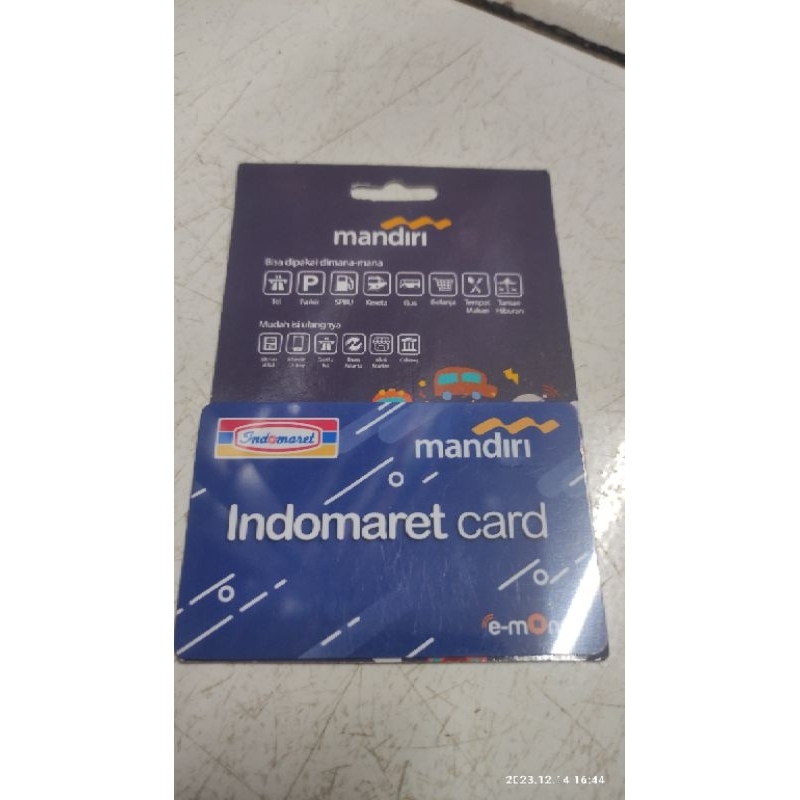 mandiri
Bisa dipakai dimana-mana
Tol Parkir SPBU Kereta Bus Belanja Tempat Makan Taman Hiburan
Mudah isi ulangnya
Indomaret
mandiri
Indomaret card
e-mon
2023.12.14 16:44